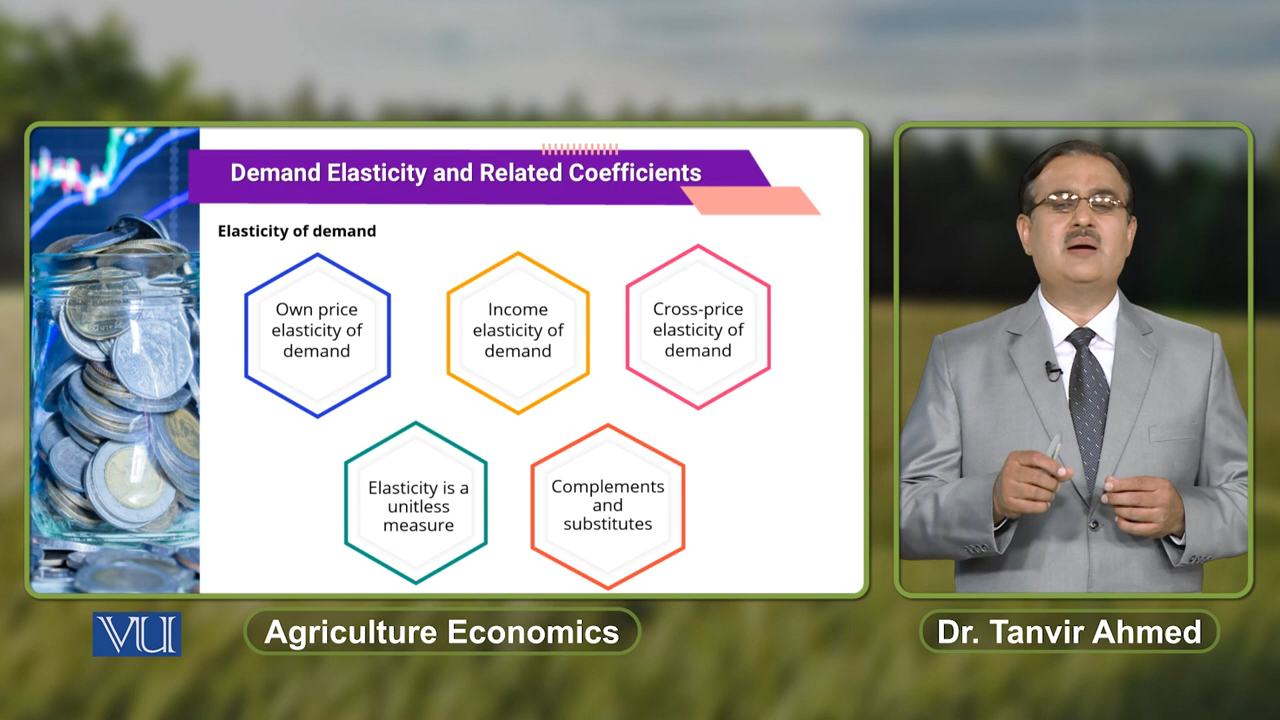 Demand Elasticity and Related Coefficients
Elasticity of demand
Own price
elasticity of
demand
Income
elasticity of
demand
Cross-price
elasticity of
demand
Elasticity is a
unitless
measure
Complements
and
substitutes
VU
Agriculture Economics
Dr. Tanvir Ahmed